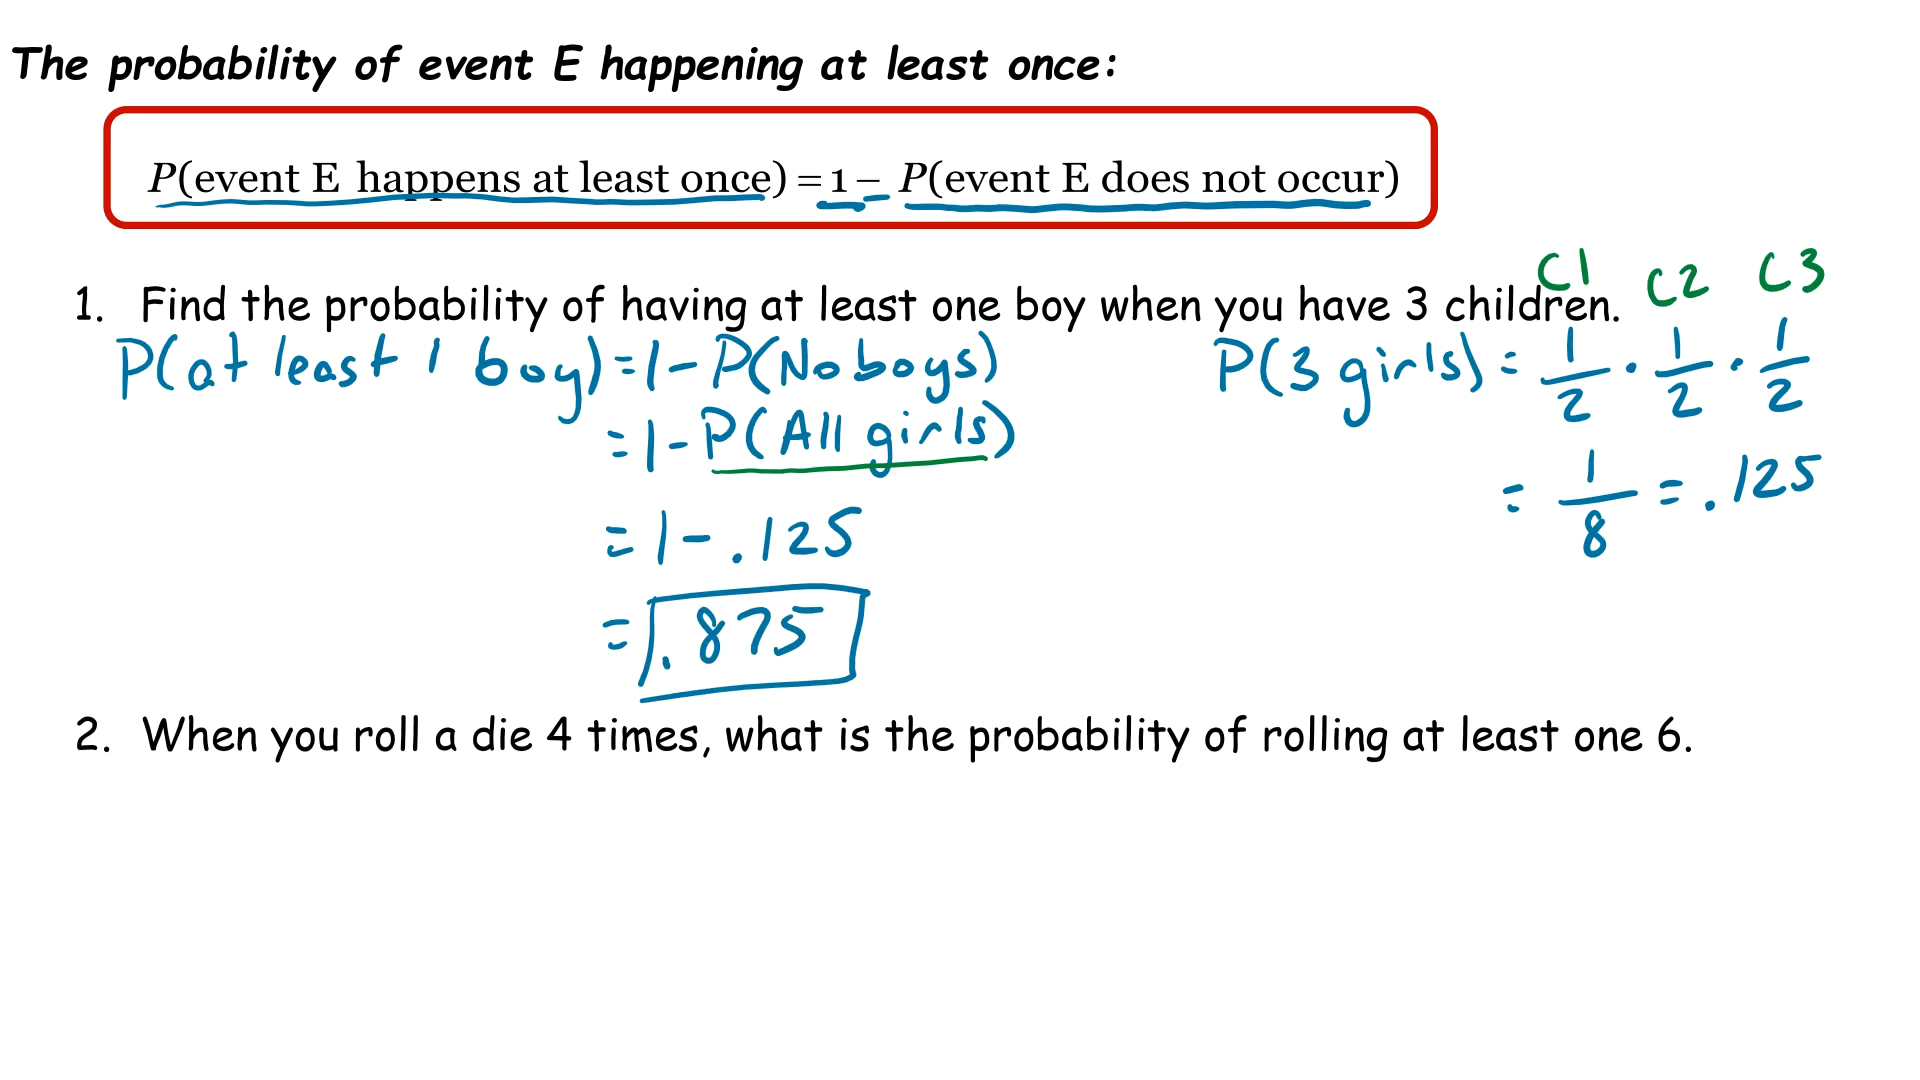 The probability of event E happening at least once:
P(event E happens at least once) = 1 − P(event E does not occur)
C1 C2 C3
1. Find the probability of having at least one boy when you have 3 children.
P(at least 1 boy) = 1 - P(No boys)
= 1 - P(All girls)
= 1 - .125
= .875
P(3 girls) = 1/2 · 1/2 · 1/2
= 1/8 = .125
2. When you roll a die 4 times, what is the probability of rolling at least one 6.